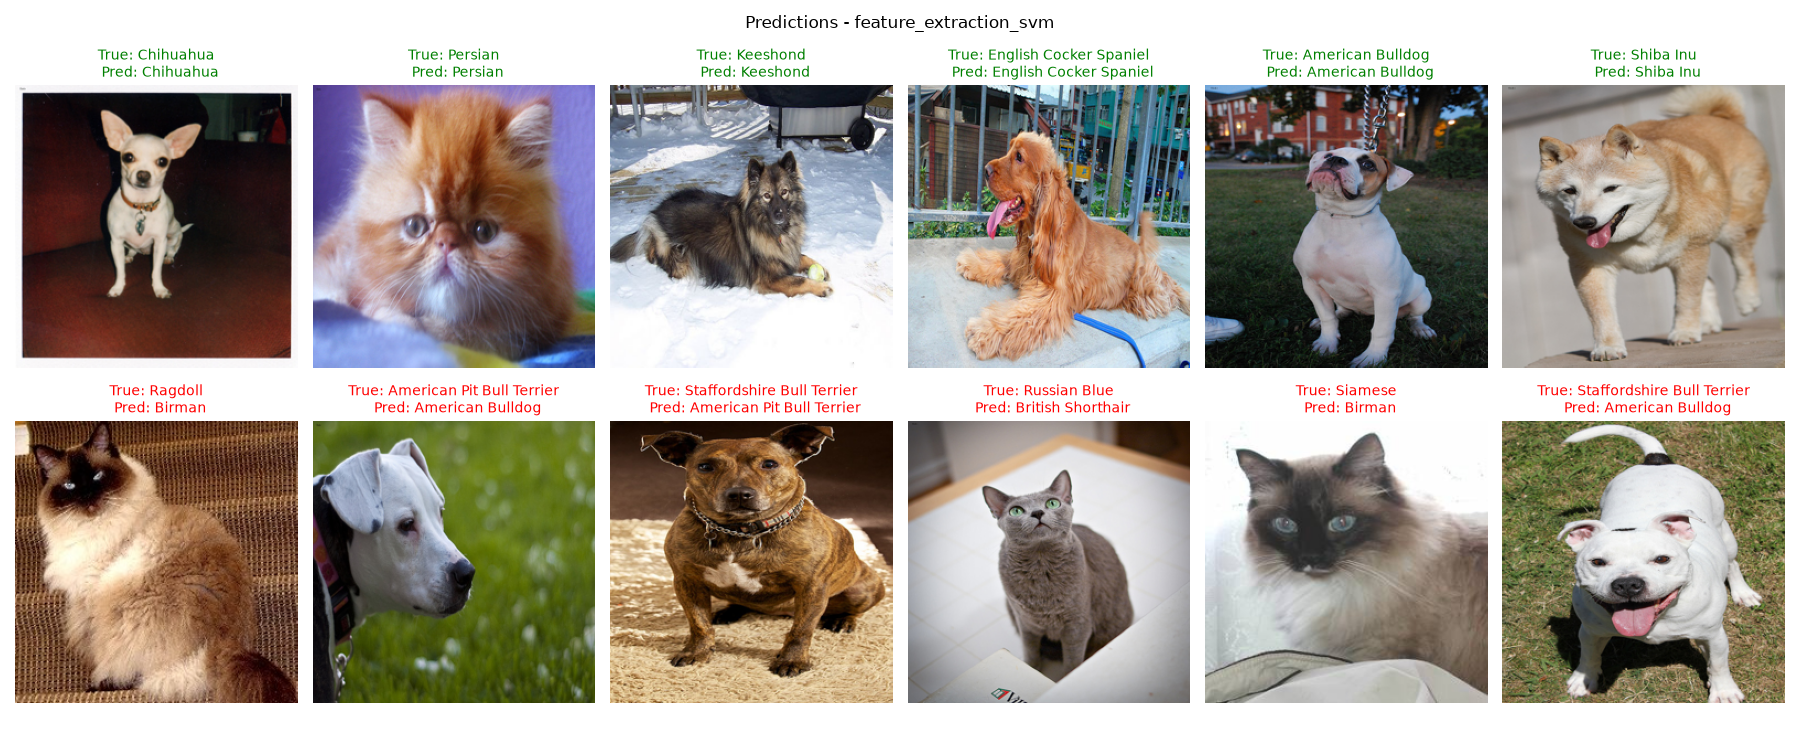 Predictions - feature_extraction_svm
True: Chihuahua
Pred: Chihuahua
True: Persian
Pred: Persian
True: Keeshond
Pred: Keeshond
True: English Cocker Spaniel
Pred: English Cocker Spaniel
True: American Bulldog
Pred: American Bulldog
True: Shiba Inu
Pred: Shiba Inu
True: Ragdoll
Pred: Birman
True: American Pit Bull Terrier
Pred: American Bulldog
True: Staffordshire Bull Terrier
Pred: American Pit Bull Terrier
True: Russian Blue
Pred: British Shorthair
True: Siamese
Pred: Birman
True: Staffordshire Bull Terrier
Pred: American Bulldog